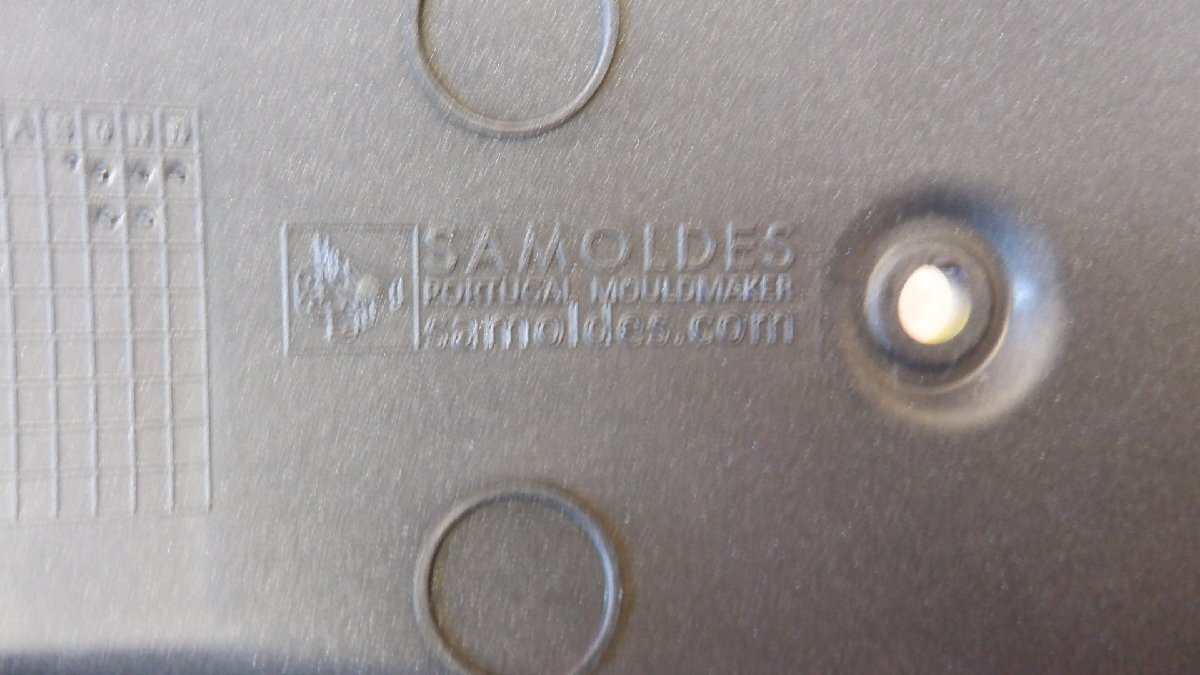 A S O N D
SAMOLDES
PORTUGAL MOULDMAKER
samoldes.com